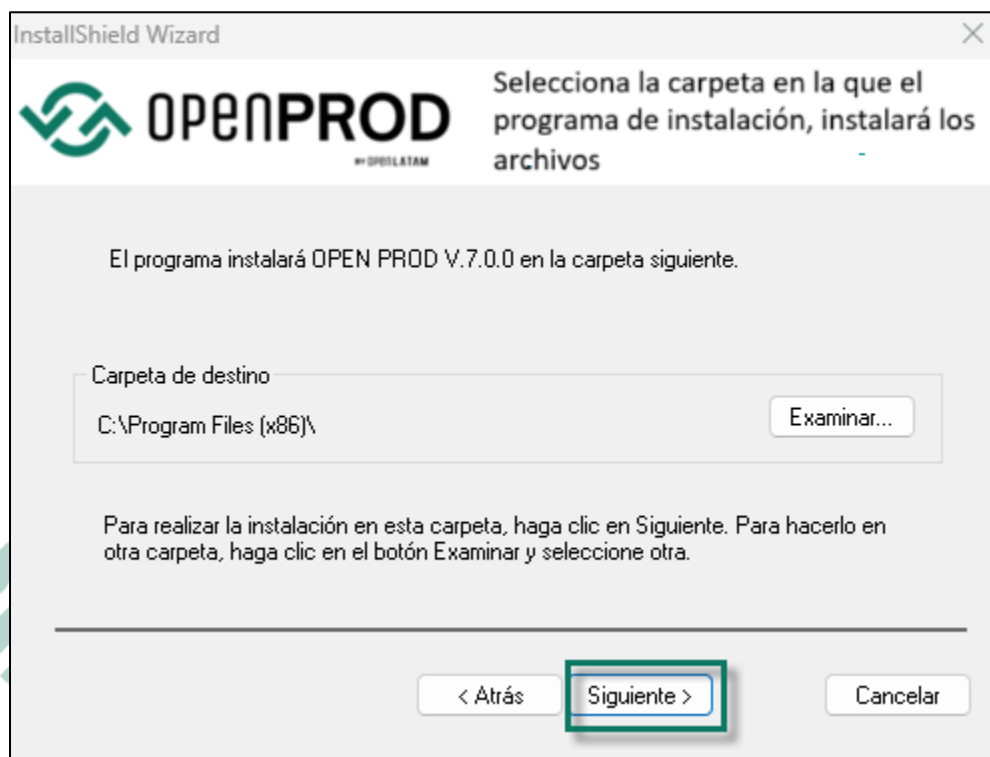 InstallShield Wizard
OPENPROD
BY OPENLATAM
Selecciona la carpeta en la que el
programa de instalación, instalará los
archivos
El programa instalará OPEN PROD V.7.0.0 en la carpeta siguiente.
Carpeta de destino
C:\Program Files (x86)\
Examinar...
Para realizar la instalación en esta carpeta, haga clic en Siguiente. Para hacerlo en
otra carpeta, haga clic en el botón Examinar y seleccione otra.
< Atrás
Siguiente >
Cancelar